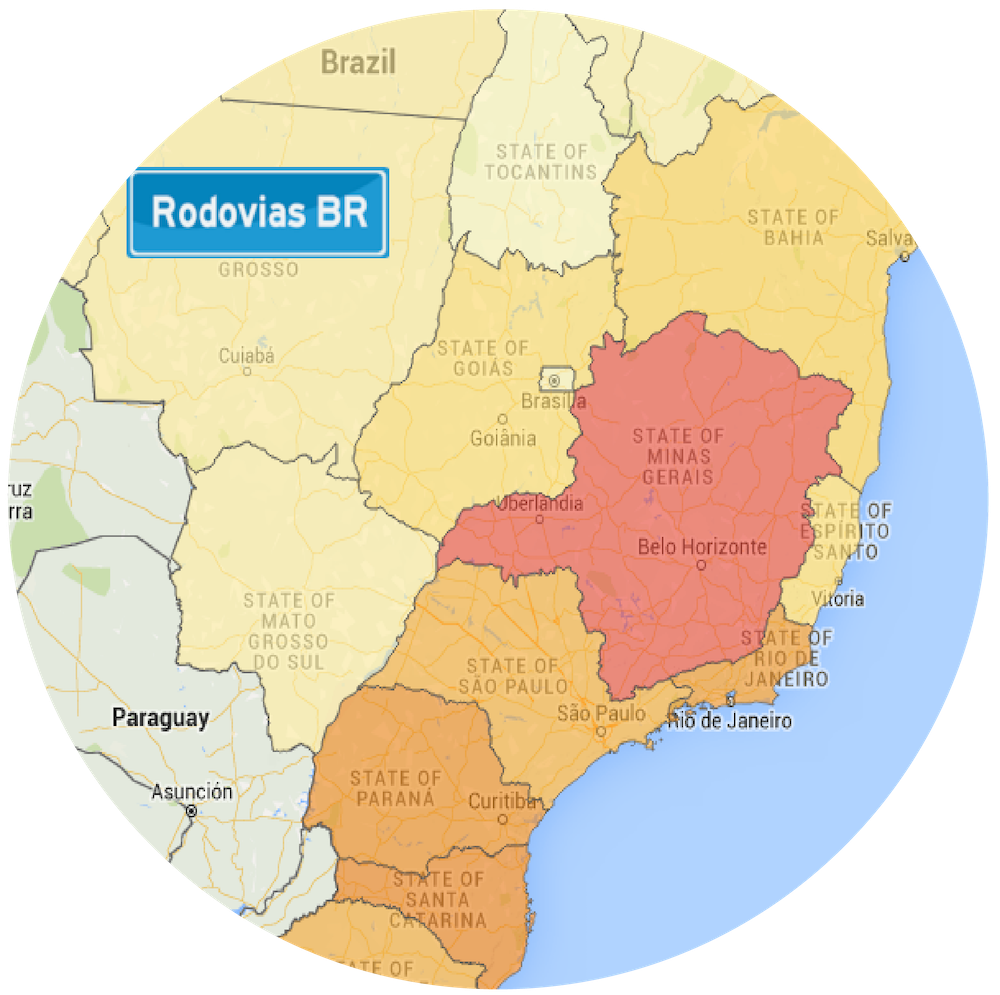 Brazil
STATE OF
TOCANTINS
Rodovias BR
STATE OF
BAHIA
Salva
GROSSO
Cuiabá
STATE OF
GOIÁS
Brasília
Goiânia
STATE OF
MINAS
GERAIS
Uberlandia
ruz
rra
STATE OF
ESPÍRITO
SANTO
Belo Horizonte
Vitoria
STATE OF
MATO
GROSSO
DO SUL
STATE OF
RIO DE
JANEIRO
STATE OF
SÃO PAULO
São Paulo
Rio de Janeiro
Paraguay
Asunción
STATE OF
PARANÁ
Curitiba
STATE OF
SANTA
CATARINA
ATE OF